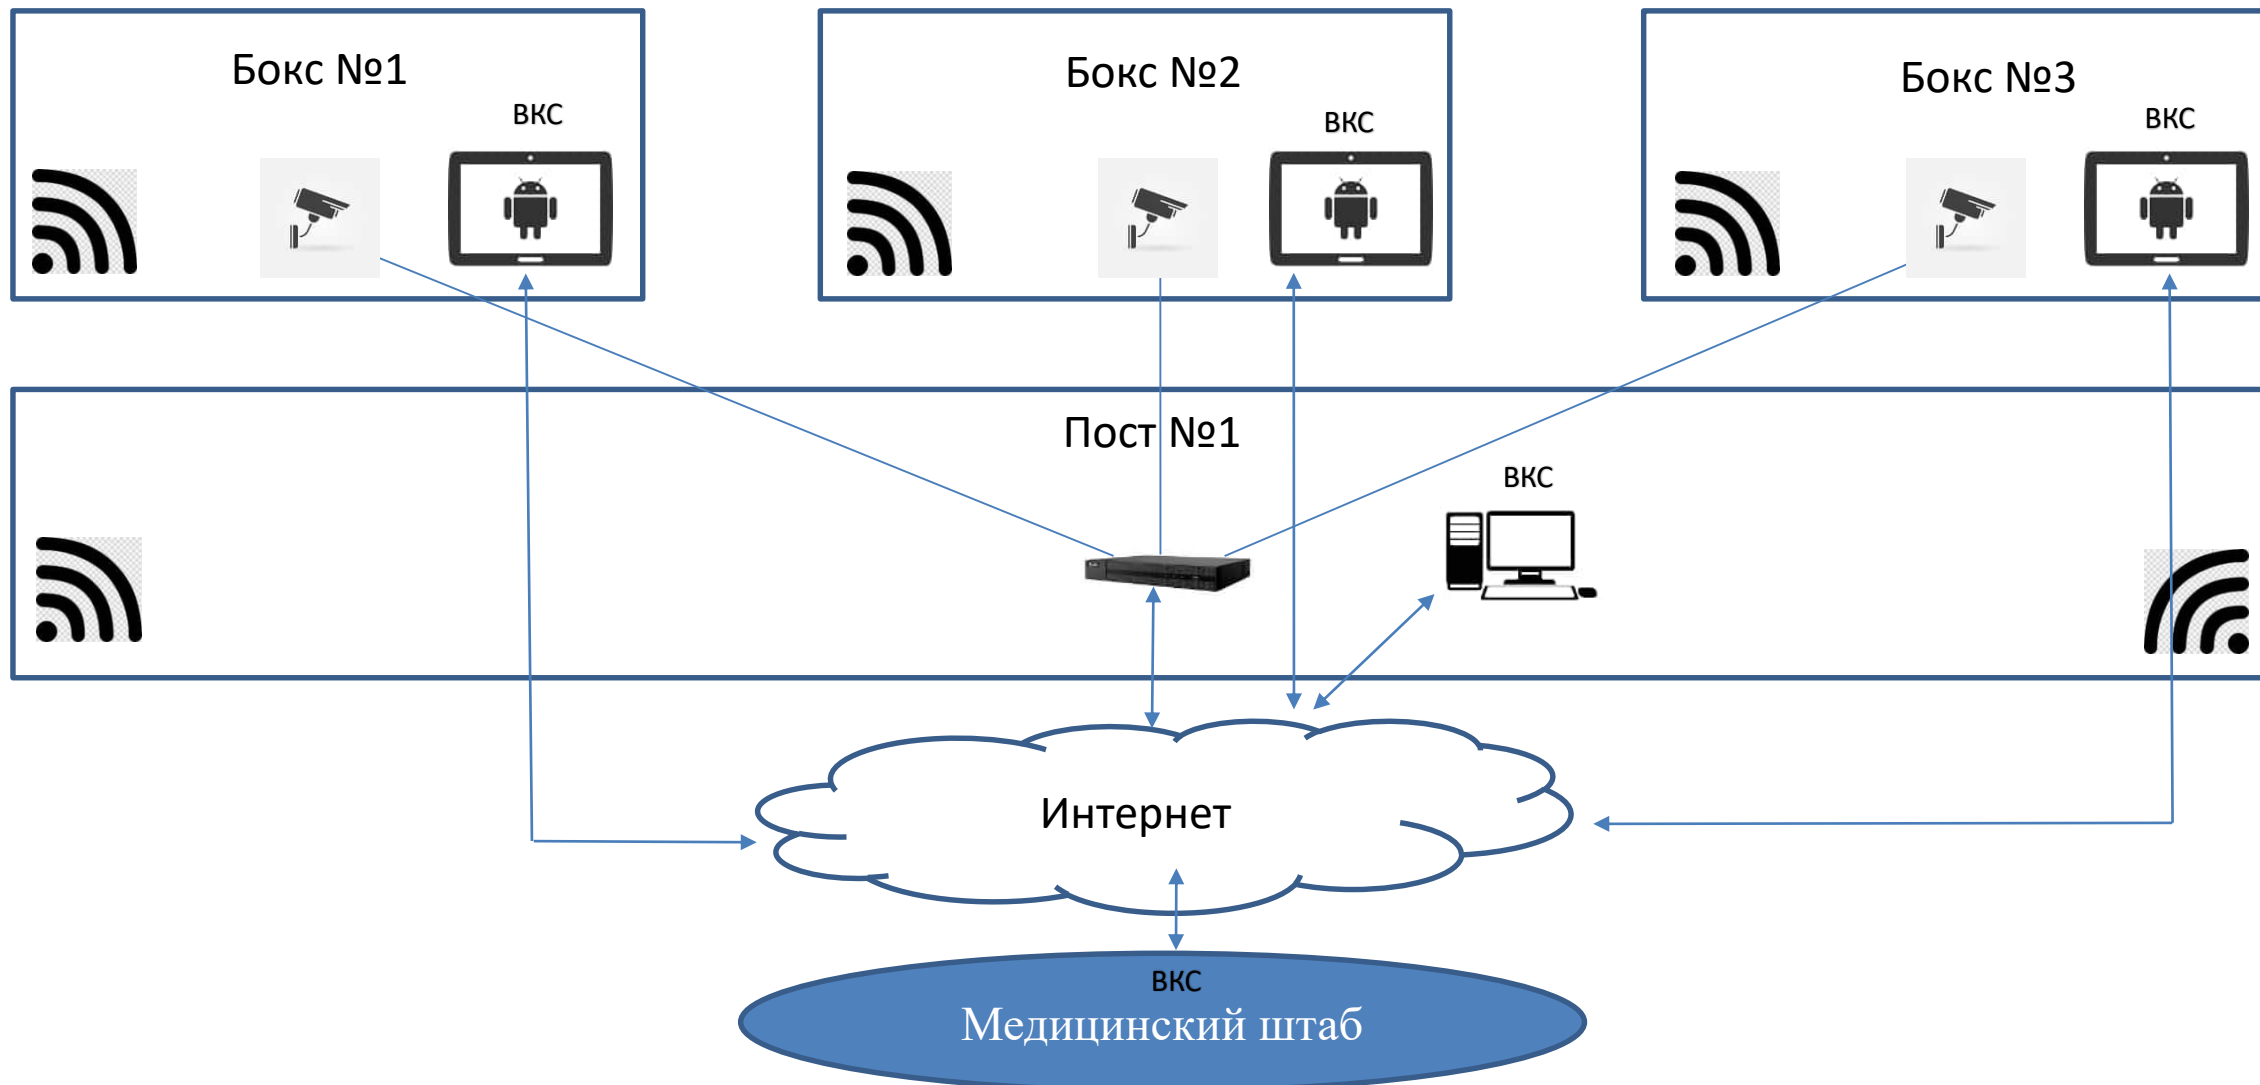 Бокс №1
ВКС
Бокс №2
ВКС
Бокс №3
ВКС
Пост №1
ВКС
Интернет
ВКС
Медицинский штаб